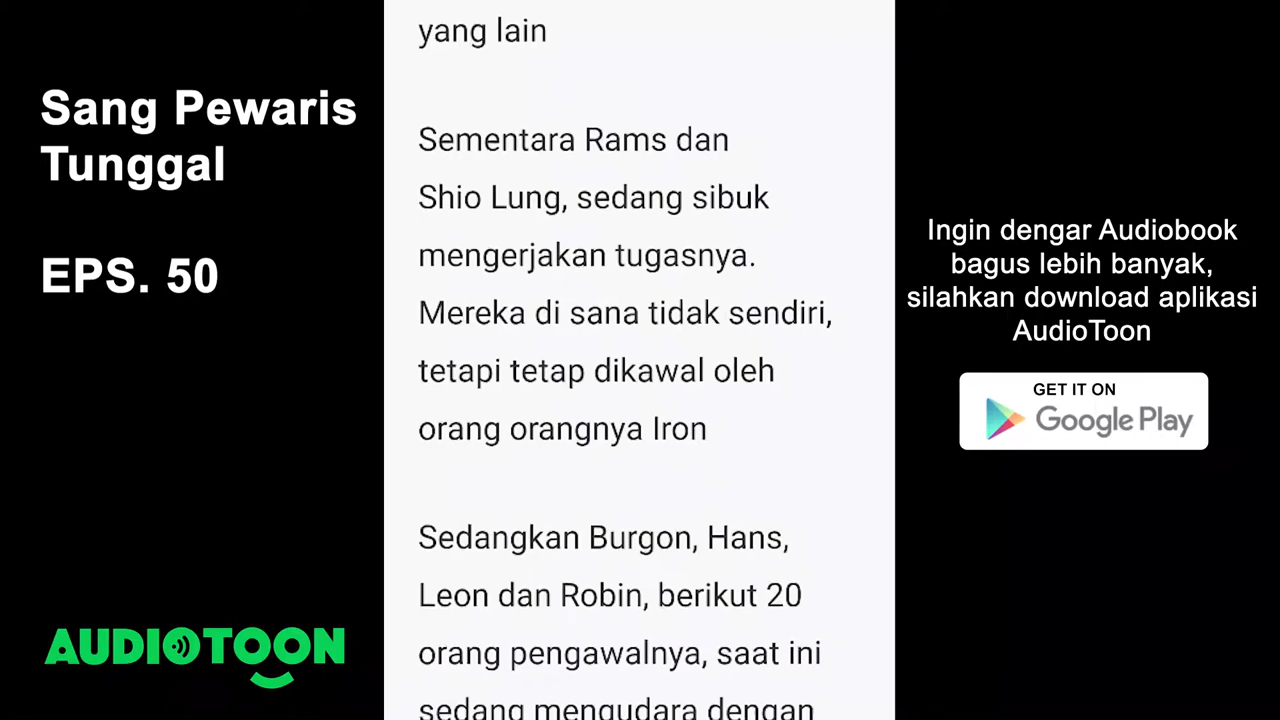 Sang Pewaris
Tunggal
EPS. 50
AUDIOTOON
yang lain
Sementara Rams dan
Shio Lung, sedang sibuk
mengerjakan tugasnya.
Mereka di sana tidak sendiri,
tetapi tetap dikawal oleh
orang orangnya Iron
Sedangkan Burgon, Hans,
Leon dan Robin, berikut 20
orang pengawalnya, saat ini
sedang mengudara dengan
Ingin dengar Audiobook
bagus lebih banyak,
silahkan download aplikasi
AudioToon
GET IT ON
Google Play